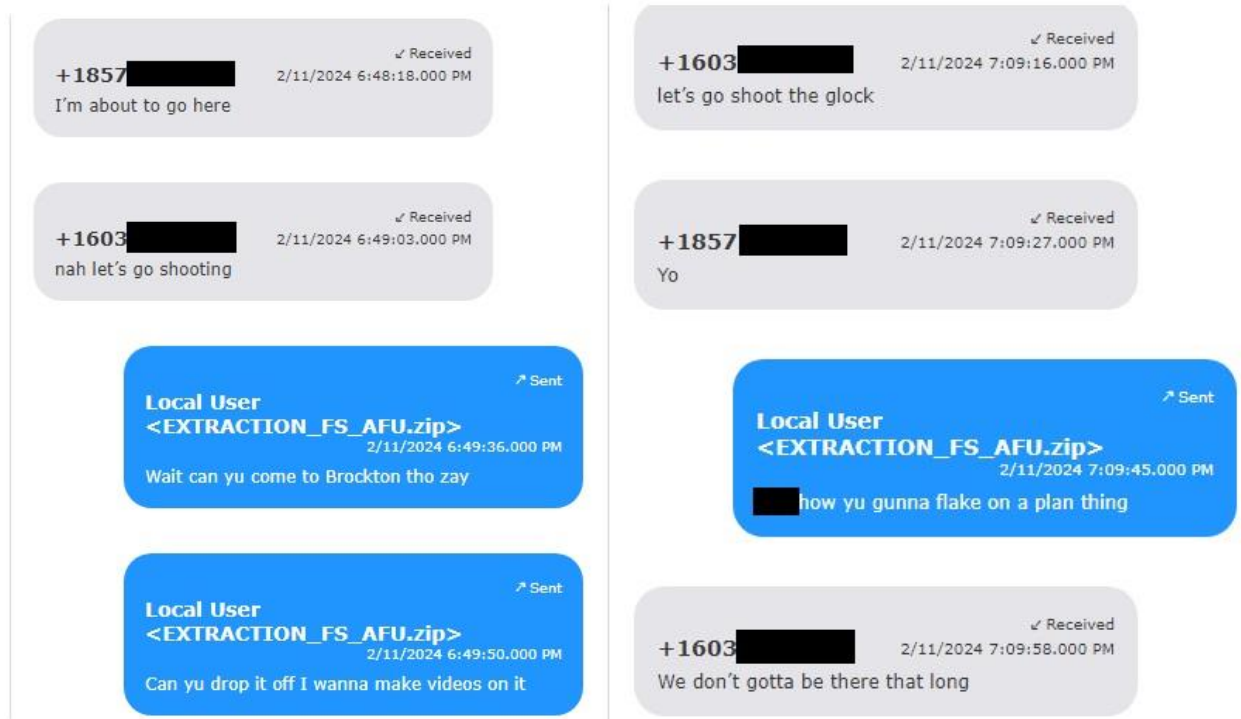 ↙ Received
+1857
2/11/2024 6:48:18.000 PM
I'm about to go here
↙ Received
+1603
2/11/2024 6:49:03.000 PM
nah let's go shooting
↗ Sent
Local User
<EXTRACTION_FS_AFU.zip>
2/11/2024 6:49:36.000 PM
Wait can yu come to Brockton tho zay
↗ Sent
Local User
<EXTRACTION_FS_AFU.zip>
2/11/2024 6:49:50.000 PM
Can yu drop it off I wanna make videos on it
↙ Received
+1603
2/11/2024 7:09:16.000 PM
let's go shoot the glock
↙ Received
+1857
2/11/2024 7:09:27.000 PM
Yo
↗ Sent
Local User
<EXTRACTION_FS_AFU.zip>
2/11/2024 7:09:45.000 PM
how yu gunna flake on a plan thing
↙ Received
+1603
2/11/2024 7:09:58.000 PM
We don't gotta be there that long